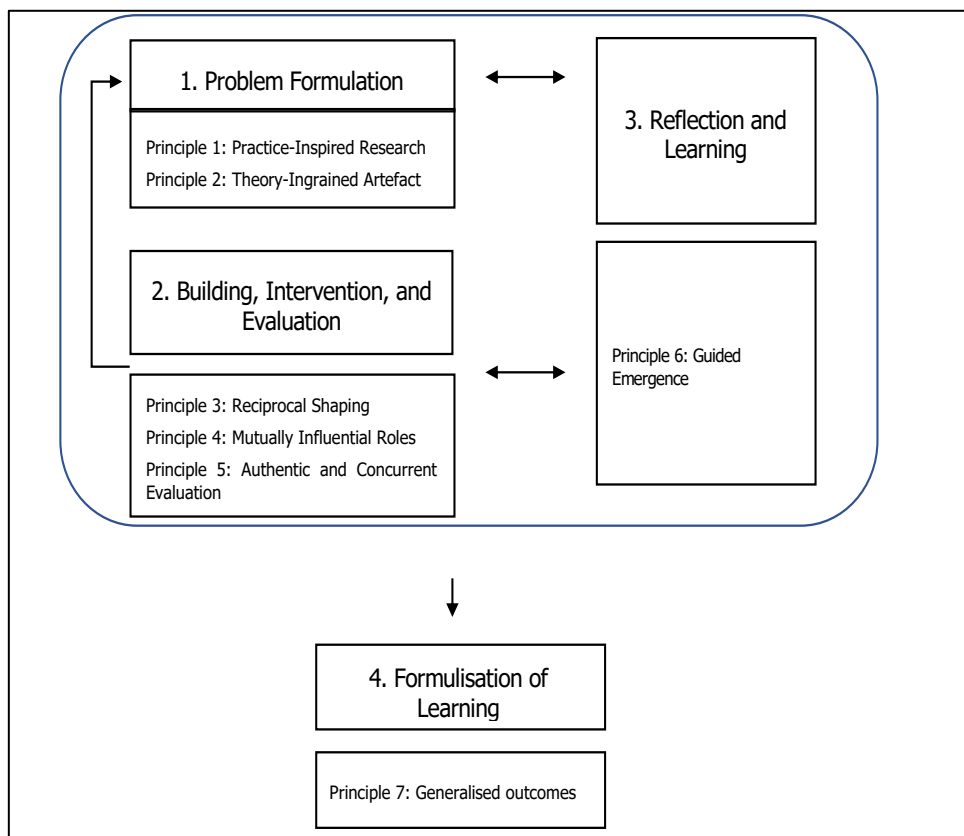 1. Problem Formulation
Principle 1: Practice-Inspired Research
Principle 2: Theory-Ingrained Artefact
2. Building, Intervention, and
Evaluation
Principle 3: Reciprocal Shaping
Principle 4: Mutually Influential Roles
Principle 5: Authentic and Concurrent
Evaluation
3. Reflection and
Learning
Principle 6: Guided
Emergence
4. Formulisation of
Learning
Principle 7: Generalised outcomes